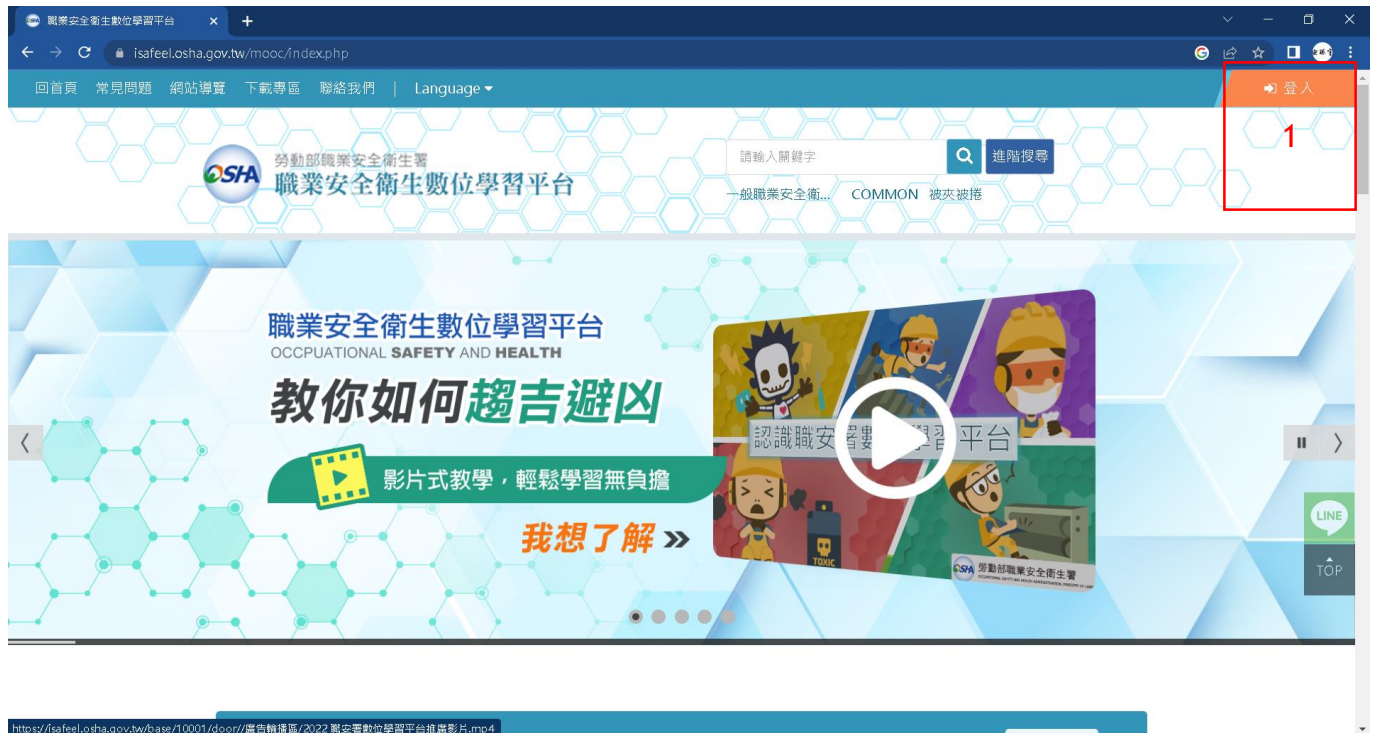 職業安全衛生數位學習平台
isafeel.osha.gov.tw/mooc/index.php
回首頁 常見問題 網站導覽 下載專區 聯絡我們 | Language
登入
1
OSHA
勞動部職業安全衛生署
職業安全衛生數位學習平台
請輸入關鍵字
進階搜尋
一般職業安全衛... COMMON 被夾被捲
職業安全衛生數位學習平台
OCCPUATIONAL SAFETY AND HEALTH
教你如何趨吉避凶
影片式教學，輕鬆學習無負擔
我想了解
認識職安署數 學習平台
TOXIC
OSHA 勞動部職業安全衛生署
LINE
TOP
https://isafeel.osha.gov.tw/base/10001/door//廣告輪播區/2022 職安署數位學習平台推廣影片.mp4